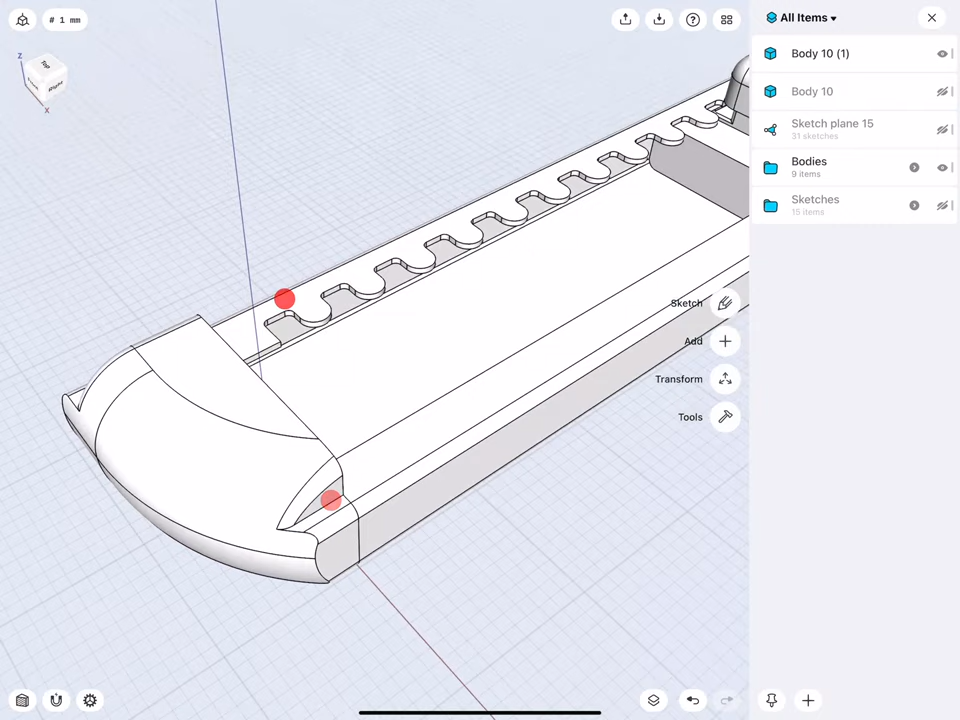 # 1 mm
All Items
Z
Top
Front
Right
X
Body 10 (1)
Body 10
Sketch plane 15
31 sketches
Bodies
9 items
Sketches
15 items
Sketch
Add
Transform
Tools